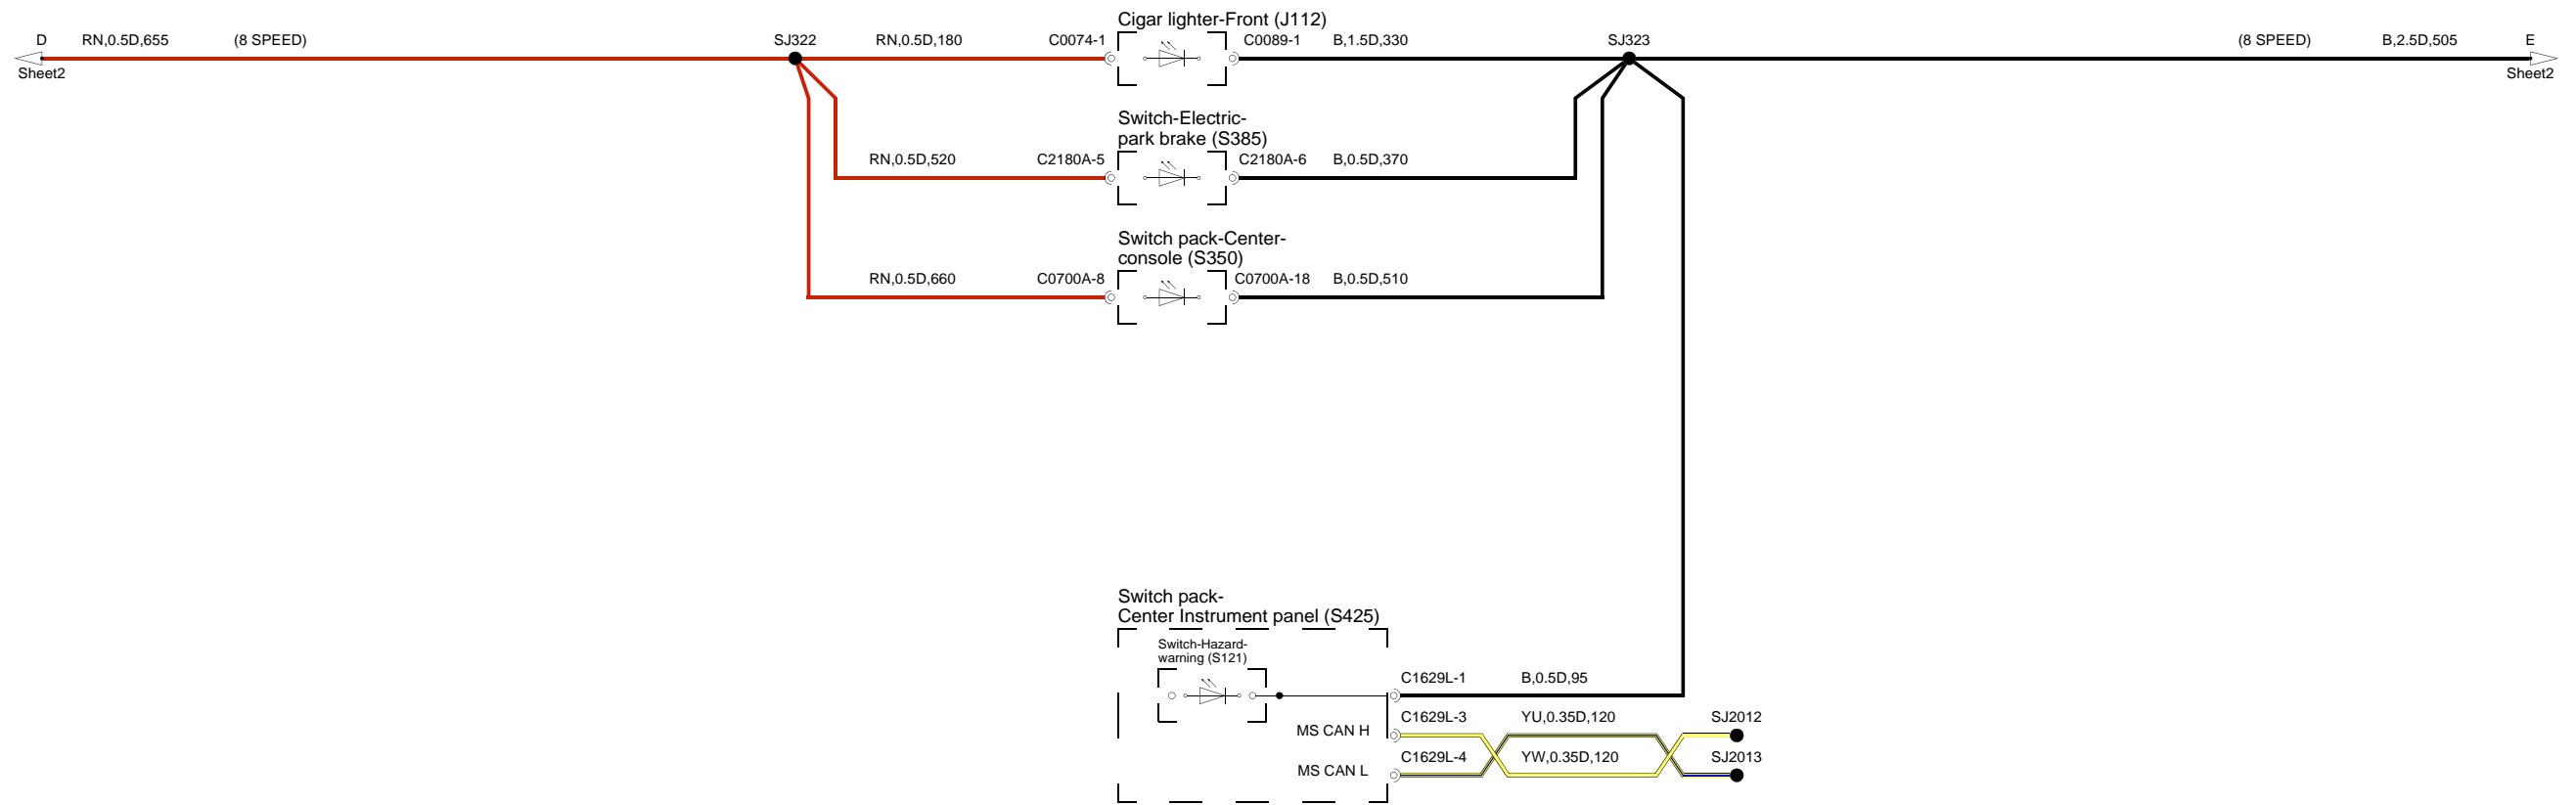 D RN,0.5D,655 (8 SPEED) SJ322 RN,0.5D,180 C0074-1
Sheet2
Cigar lighter-Front (J112)
C0089-1 B,1.5D,330 SJ323 (8 SPEED) B,2.5D,505 E
Sheet2
Switch-Electric-
park brake (S385)
RN,0.5D,520 C2180A-5 C2180A-6 B,0.5D,370
Switch pack-Center-
console (S350)
RN,0.5D,660 C0700A-8 C0700A-18 B,0.5D,510
Switch pack-
Center Instrument panel (S425)
Switch-Hazard-
warning (S121)
C1629L-1 B,0.5D,95
MS CAN H C1629L-3 YU,0.35D,120 SJ2012
MS CAN L C1629L-4 YW,0.35D,120 SJ2013